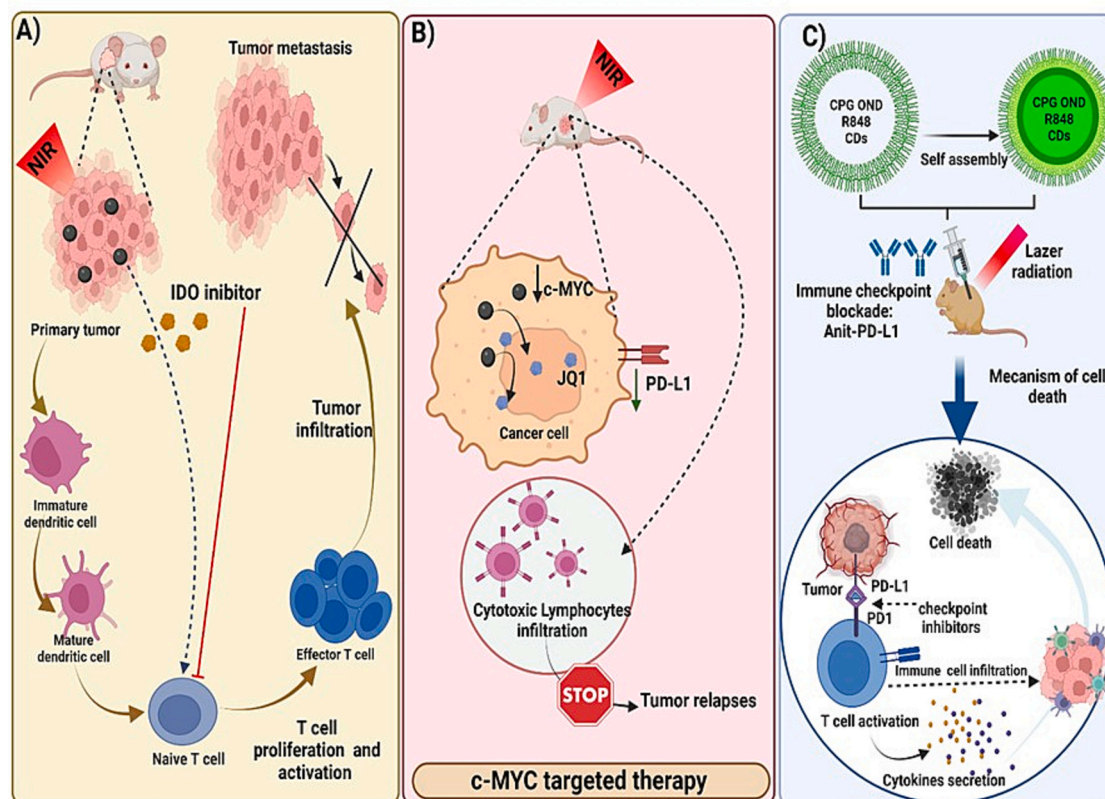 A)
Tumor metastasis
NIR
IDO inibitor
Primary tumor
Tumor
infiltration
Immature
dendritic cell
Mature
dendritic cell
Effector T cell
Naive T cell
T cell
proliferation and
activation
B)
NIR
c-MYC
JQ1
PD-L1
Cancer cell
Cytotoxic Lymphocytes
infiltration
STOP
Tumor relapses
c-MYC targeted therapy
C)
CPG OND
R848
CDs
Self assembly
CPG OND
R848
CDs
Lazer
radiation
Immune checkpoint
blockade:
Anit-PD-L1
Mecanism of cell
death
Cell death
Tumor
PD-L1
PD1
checkpoint
inhibitors
Immune cell infiltration
T cell activation
Cytokines secretion